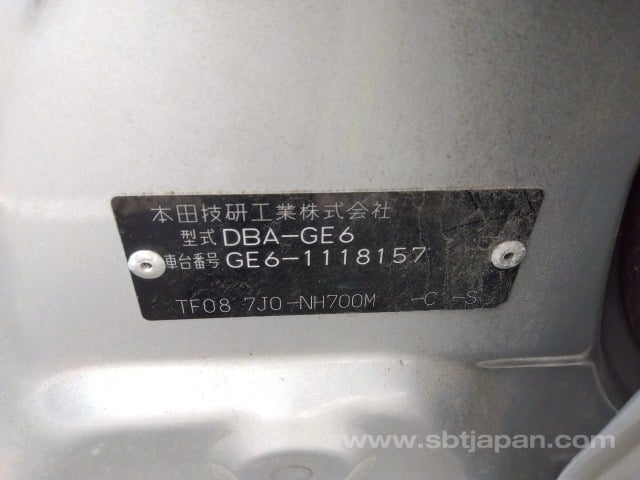 本田技研工業株式会社
型式 DBA-GE6
車台番号 GE6-1118157
TF08 7J0-NH700M -C -S
www.sbtjapan.com